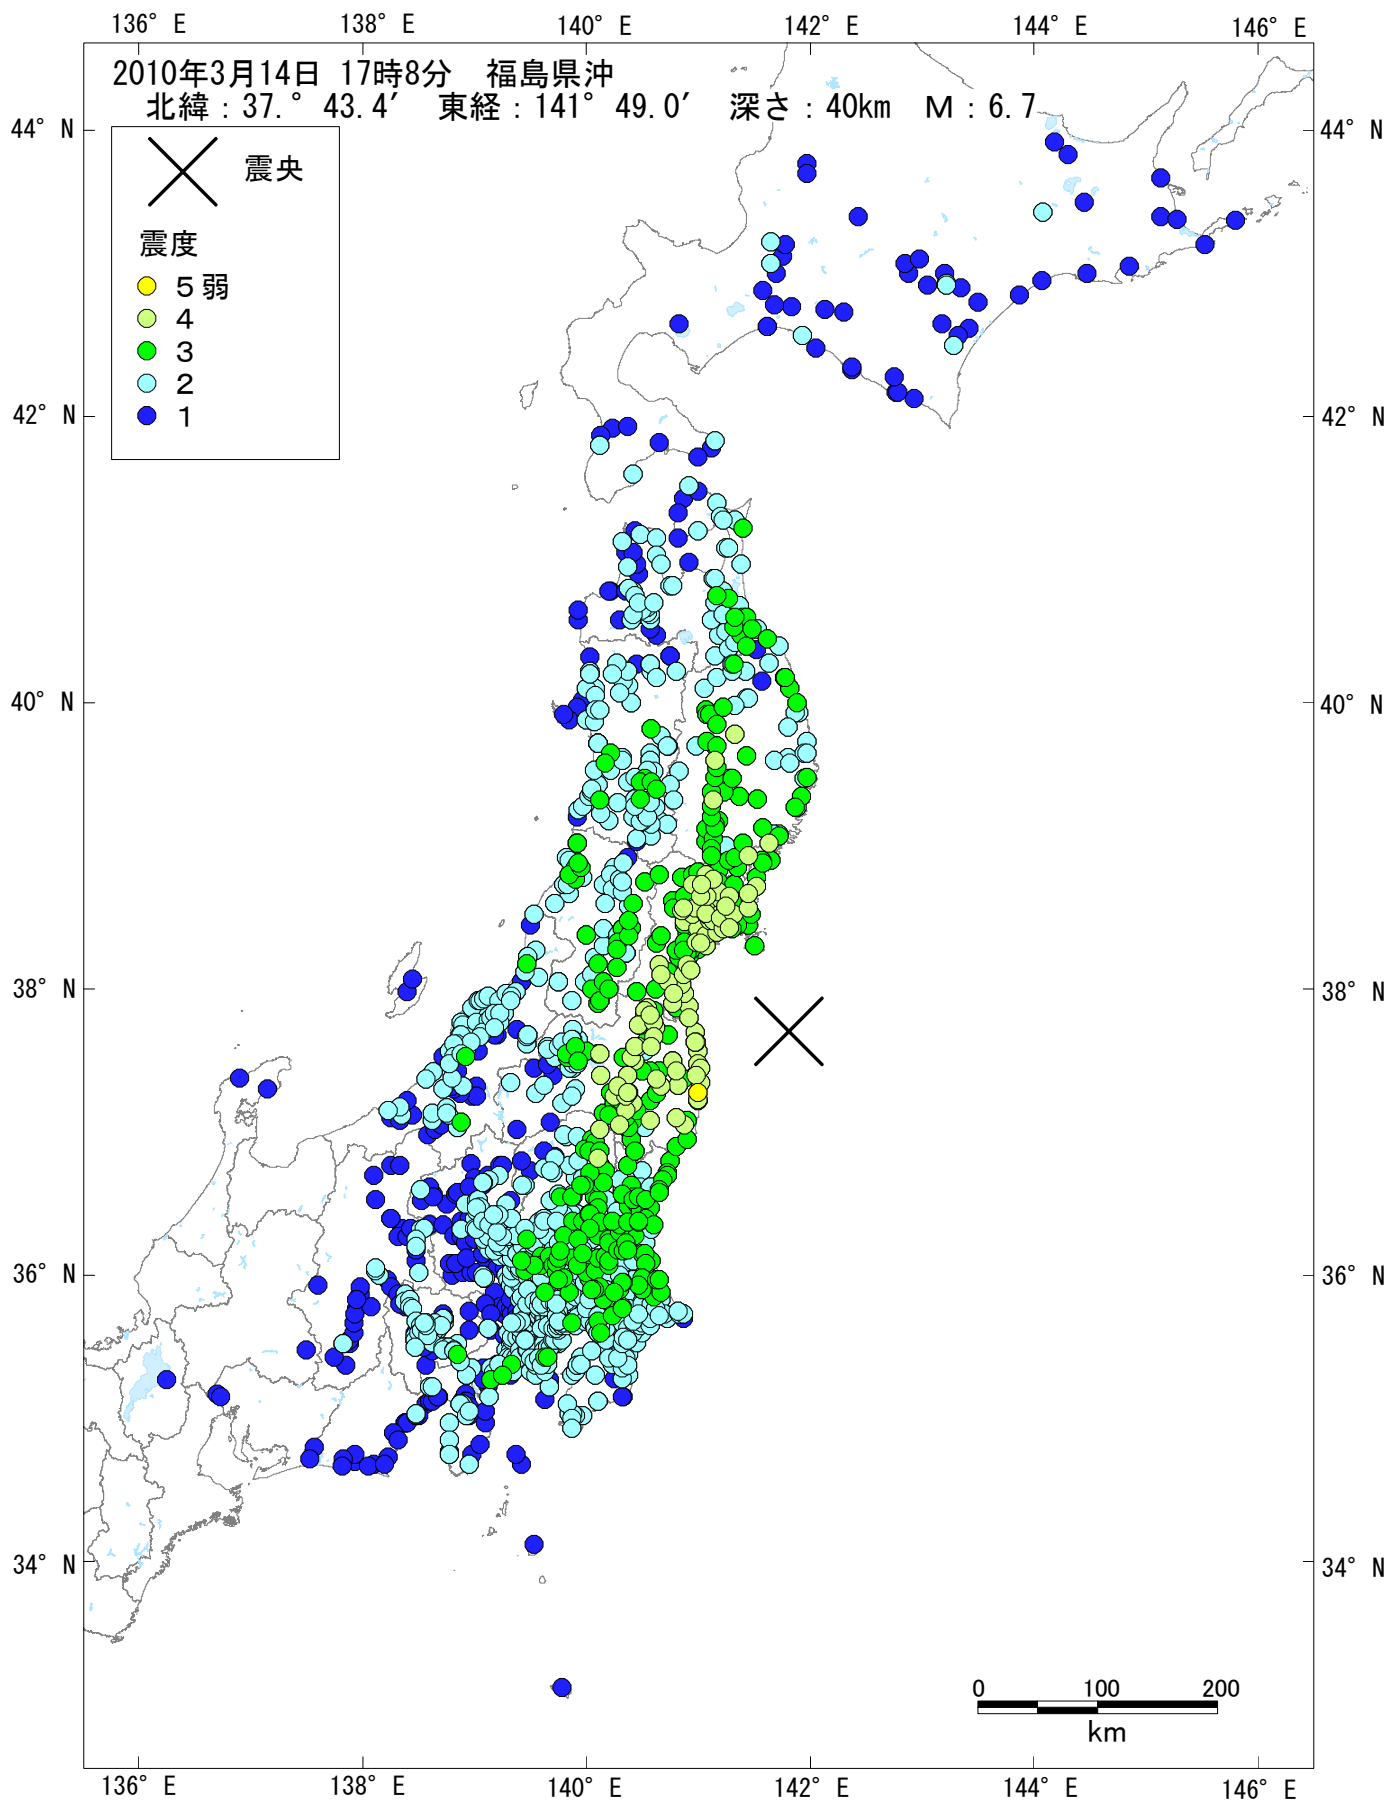 136° E 138° E 140° E 142° E 144° E 146° E
2010年3月14日 17時8分 福島県沖
北緯：37.° 43.4′ 東経：141° 49.0′ 深さ：40km M：6.7
44° N 44° N
震央
震度
５弱
４
３
２
１
42° N 42° N
40° N 40° N
38° N 38° N
36° N 36° N
34° N 34° N
0 100 200
km
136° E 138° E 140° E 142° E 144° E 146° E